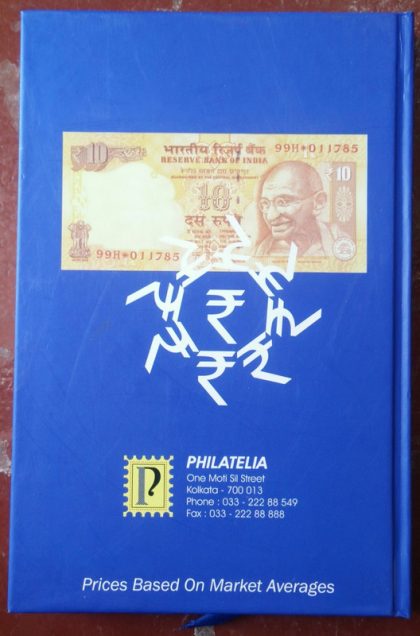 ₹10
भारतीय रिज़र्व बैंक
RESERVE BANK OF INDIA
99H*011785
₹ 10
10
दस रुपये
99H*011785
₹
P
PHILATELIA
One Moti Sil Street
Kolkata - 700 013
Phone : 033 - 222 88 549
Fax : 033 - 222 88 888
Prices Based On Market Averages